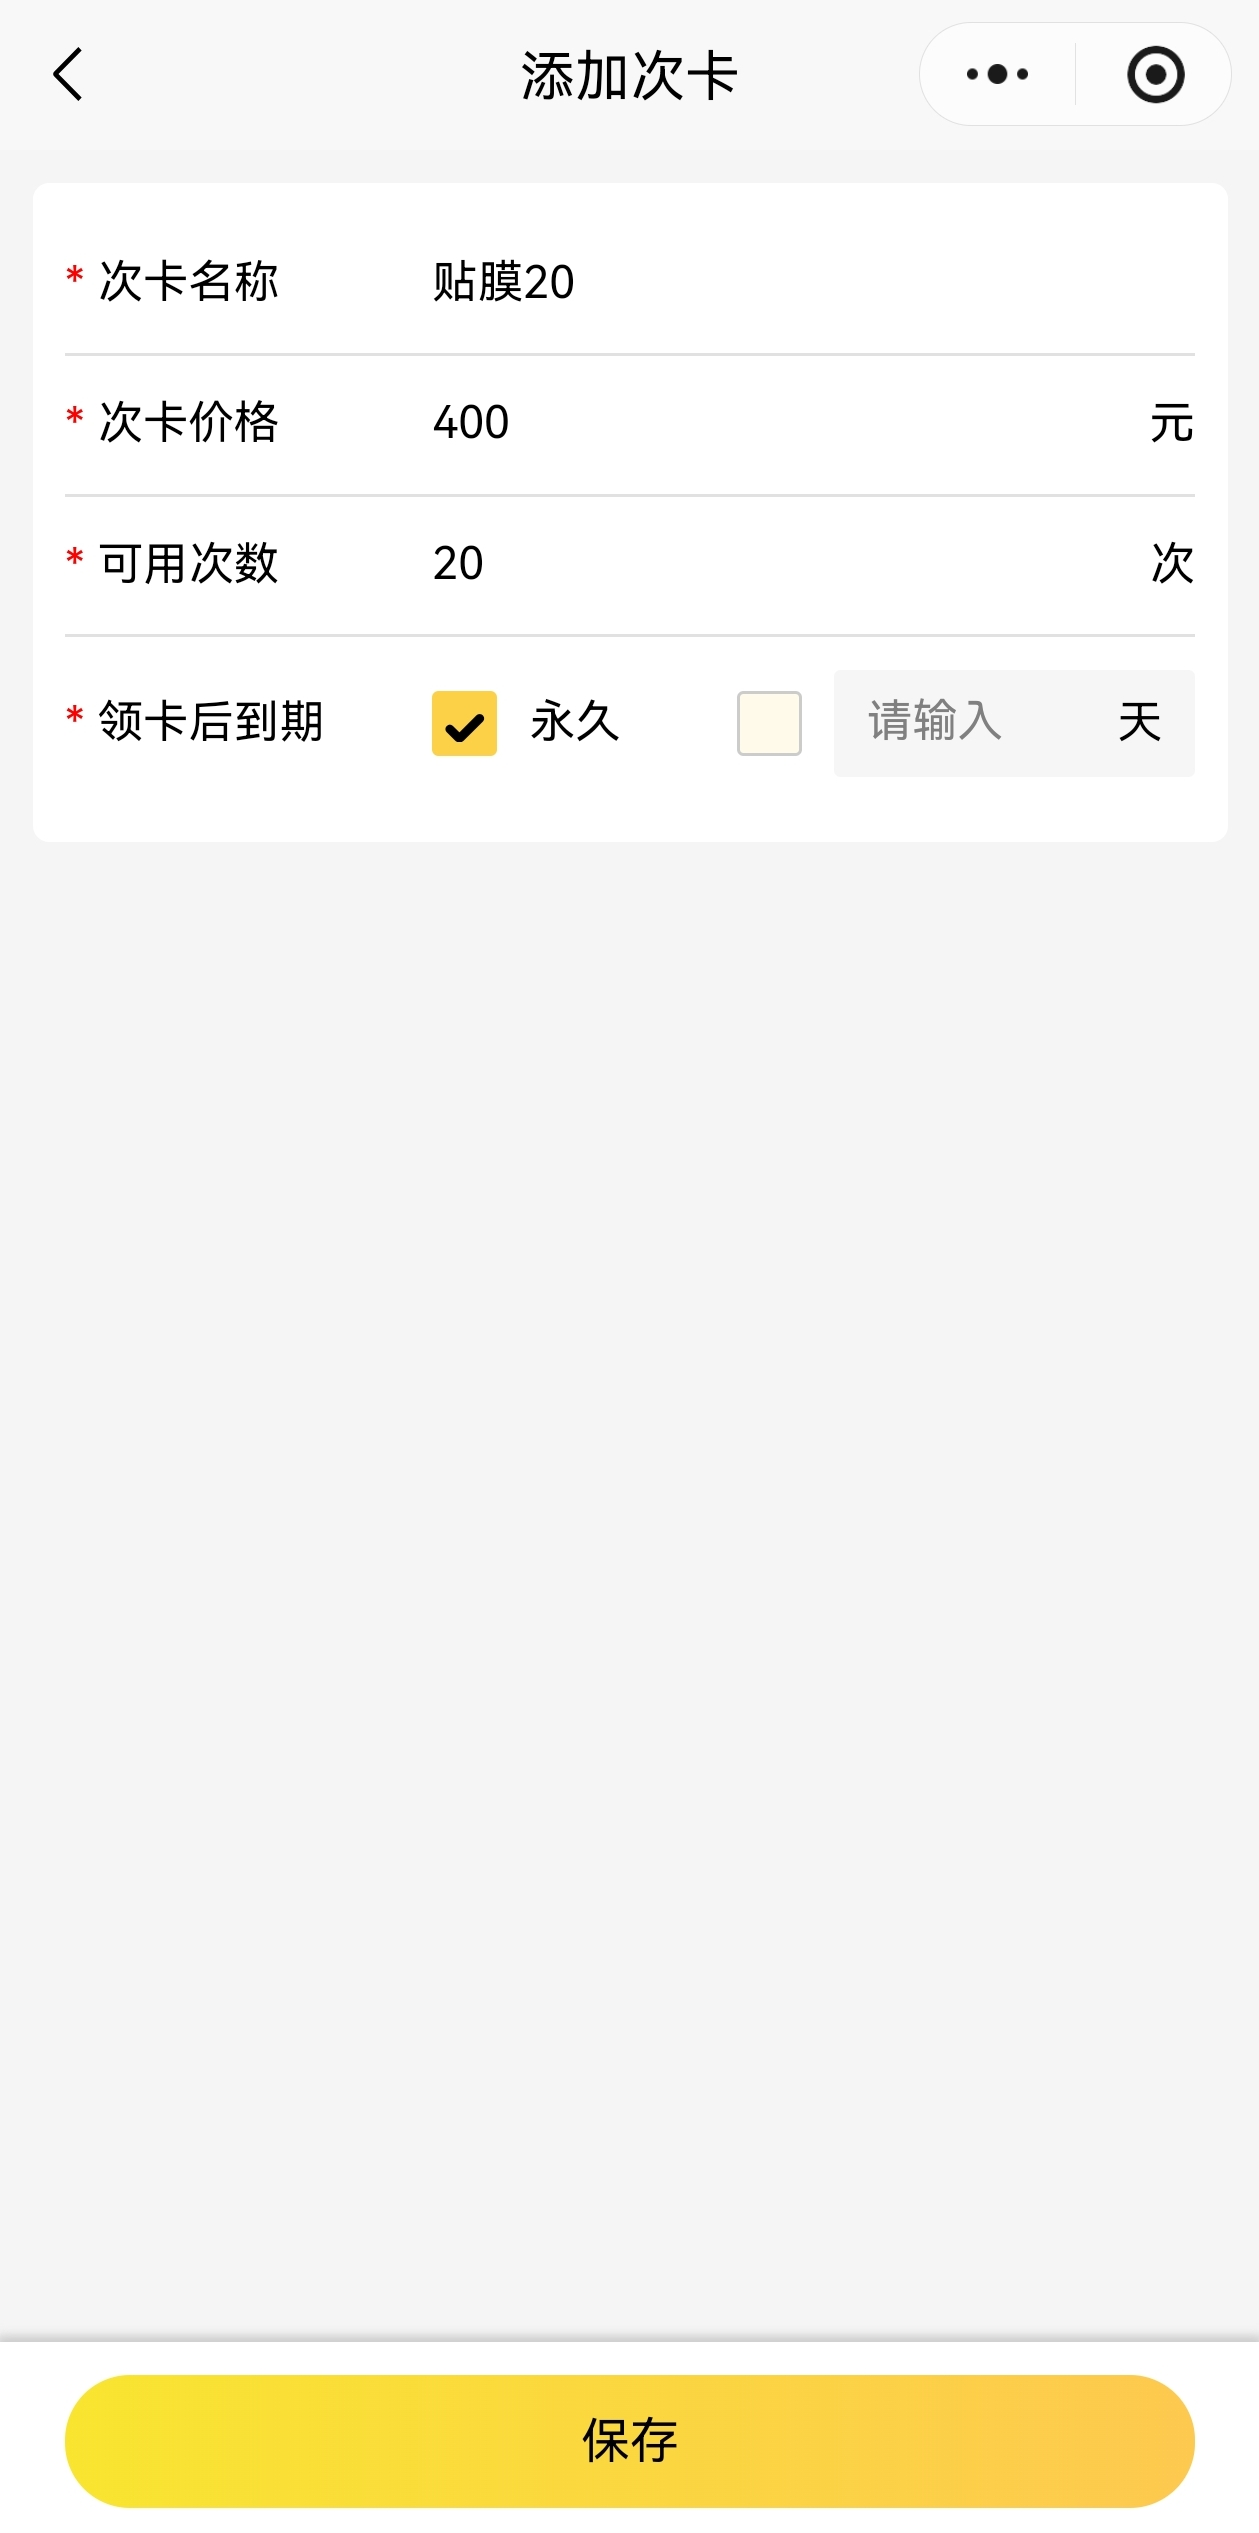 添加次卡
* 次卡名称 贴膜20
* 次卡价格 400 元
* 可用次数 20 次
* 领卡后到期 永久 请输入 天
保存